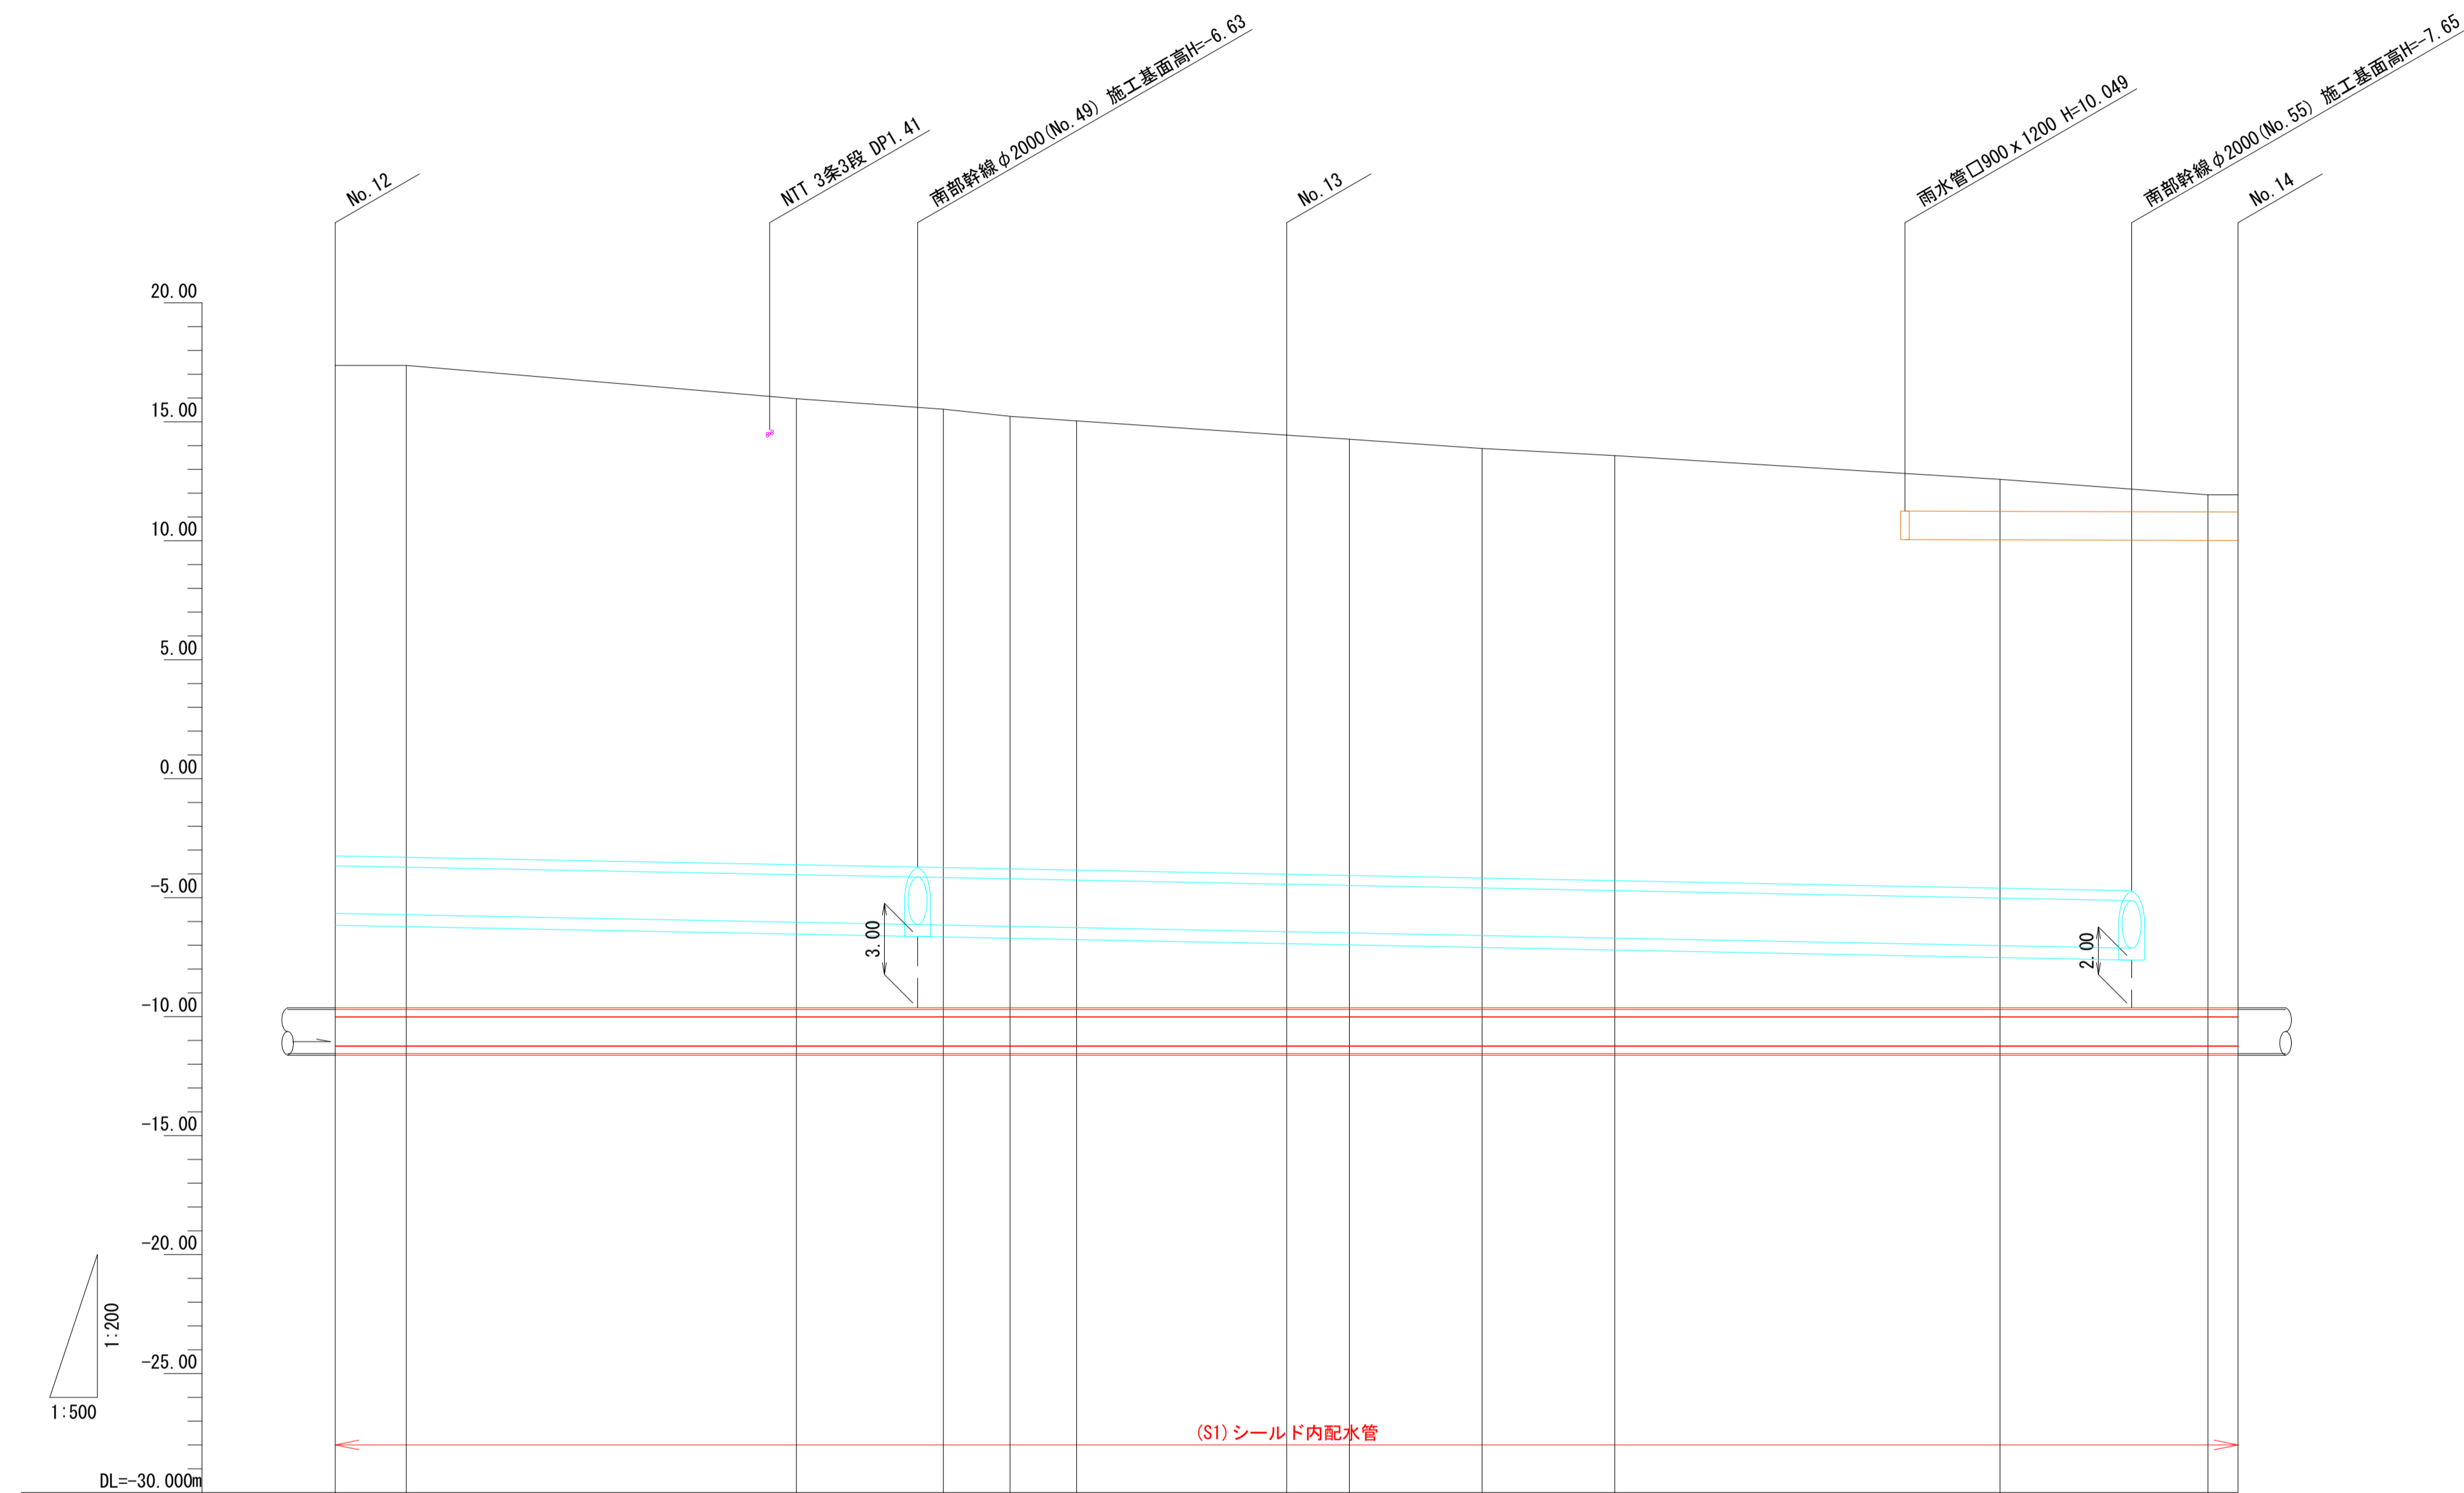 No.12
NTT 3条3段 DP1.41
南部幹線φ2000(No.49) 施工基面高H=-6.63
No.13
雨水管□900×1200 H=10.049
南部幹線φ2000(No.55) 施工基面高H=-7.65
No.14
20.00
15.00
10.00
5.00
0.00
-5.00
-10.00
-15.00
-20.00
-25.00
DL=-30.000m
3.00
2.00
1:200
1:500
(S1)シールド内配水管